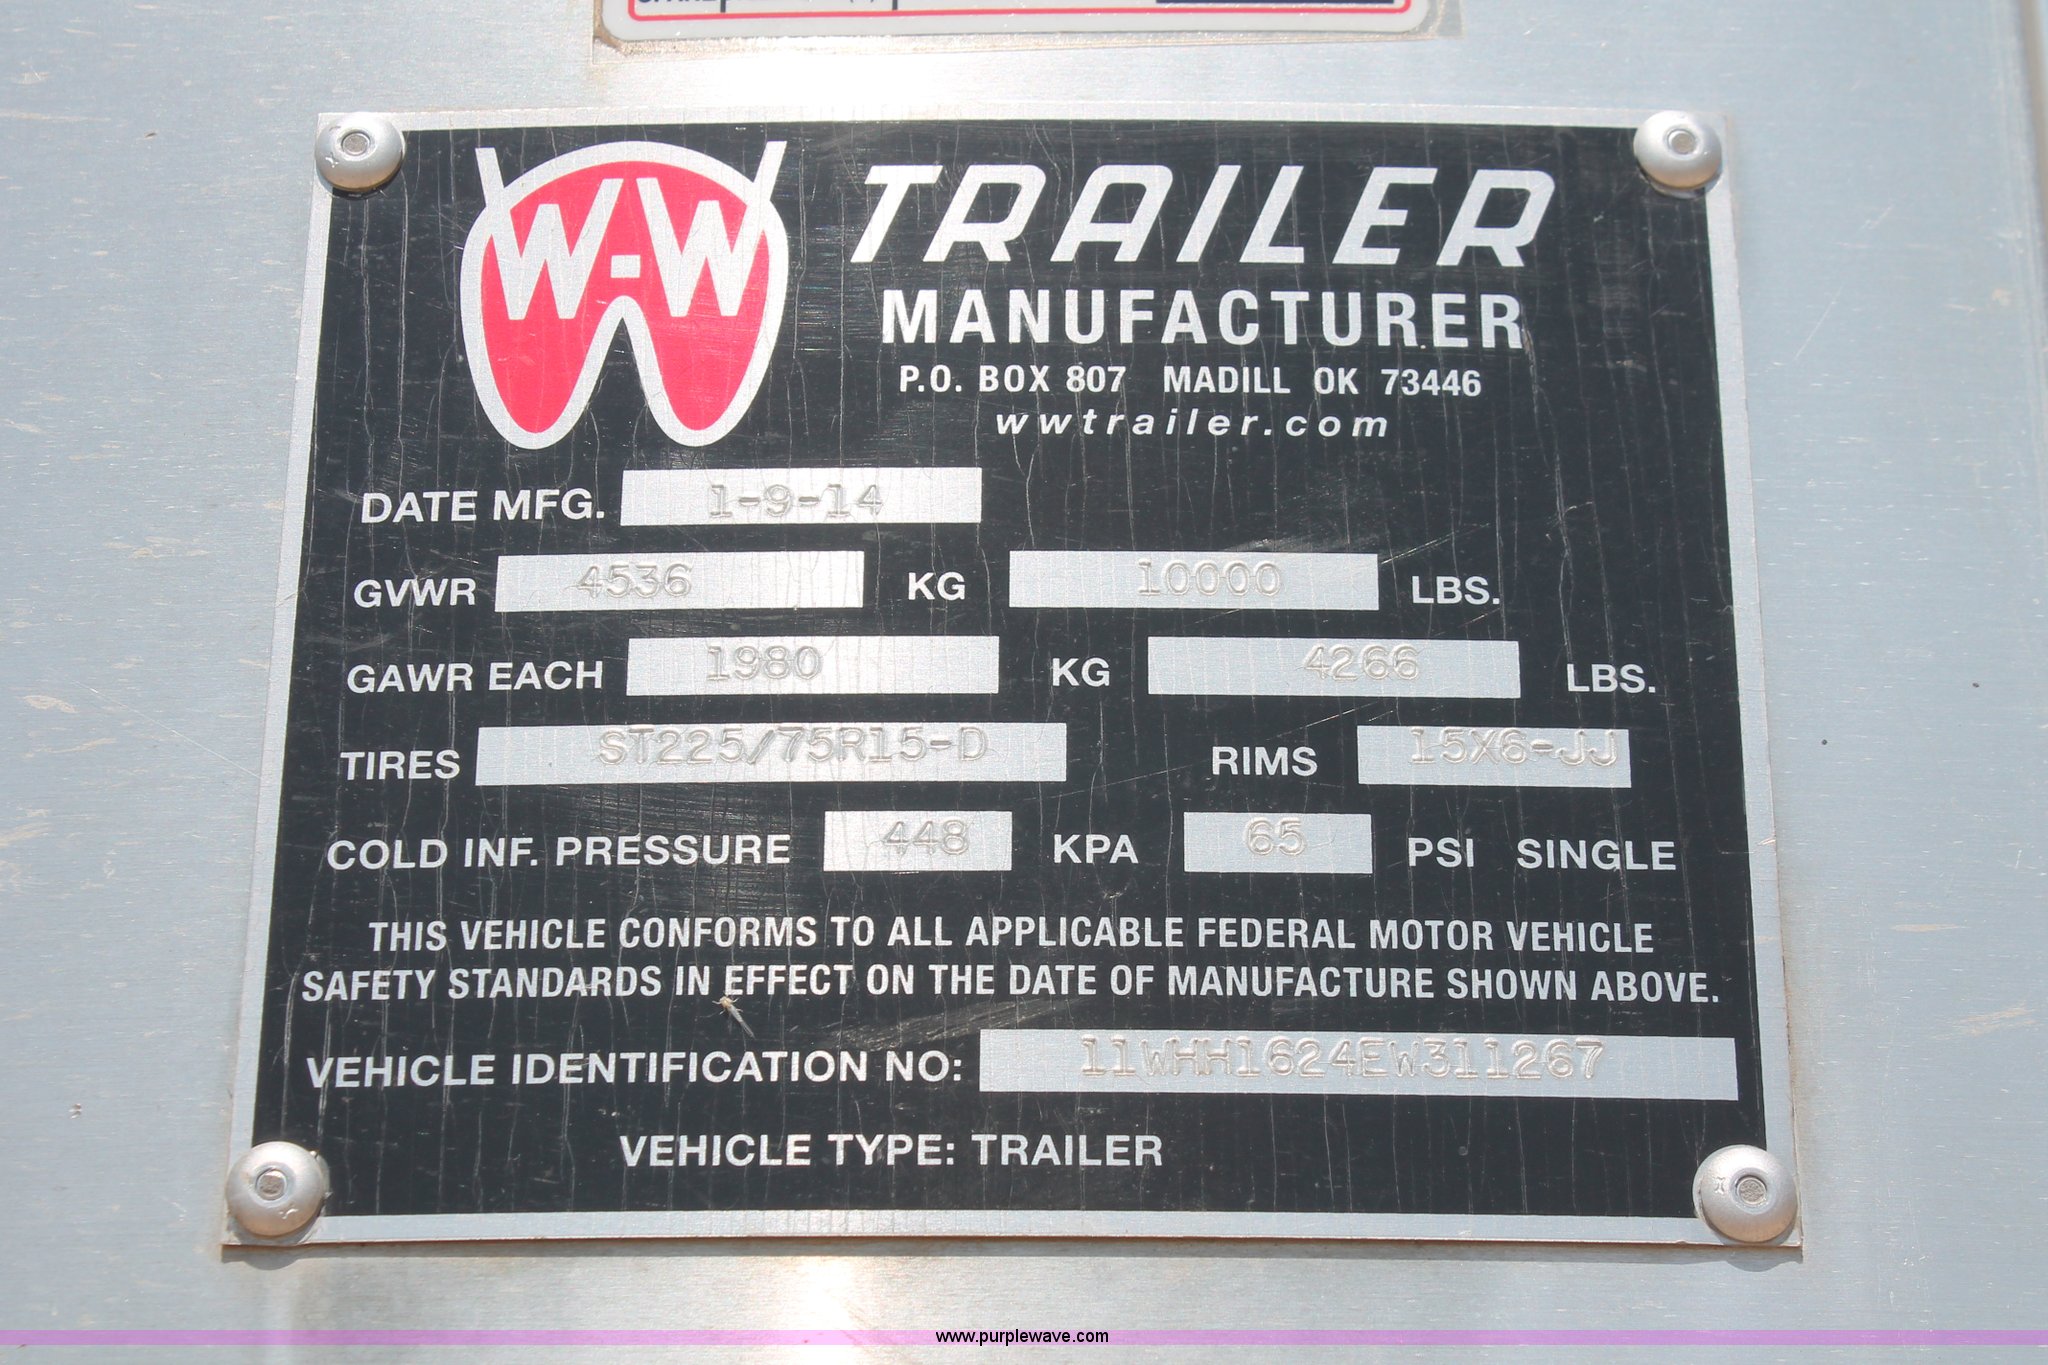 W-W TRAILER
MANUFACTURER
P.O. BOX 807 MADILL OK 73446
wwtrailer.com
DATE MFG. 1-9-14
GVWR 4536 KG 10000 LBS.
GAWR EACH 1980 KG 4266 LBS.
TIRES ST225/75R15-D RIMS 15X6-JJ
COLD INF. PRESSURE 448 KPA 65 PSI SINGLE
THIS VEHICLE CONFORMS TO ALL APPLICABLE FEDERAL MOTOR VEHICLE
SAFETY STANDARDS IN EFFECT ON THE DATE OF MANUFACTURE SHOWN ABOVE.
VEHICLE IDENTIFICATION NO: 11WHH1624EW311267
VEHICLE TYPE: TRAILER
www.purplewave.com